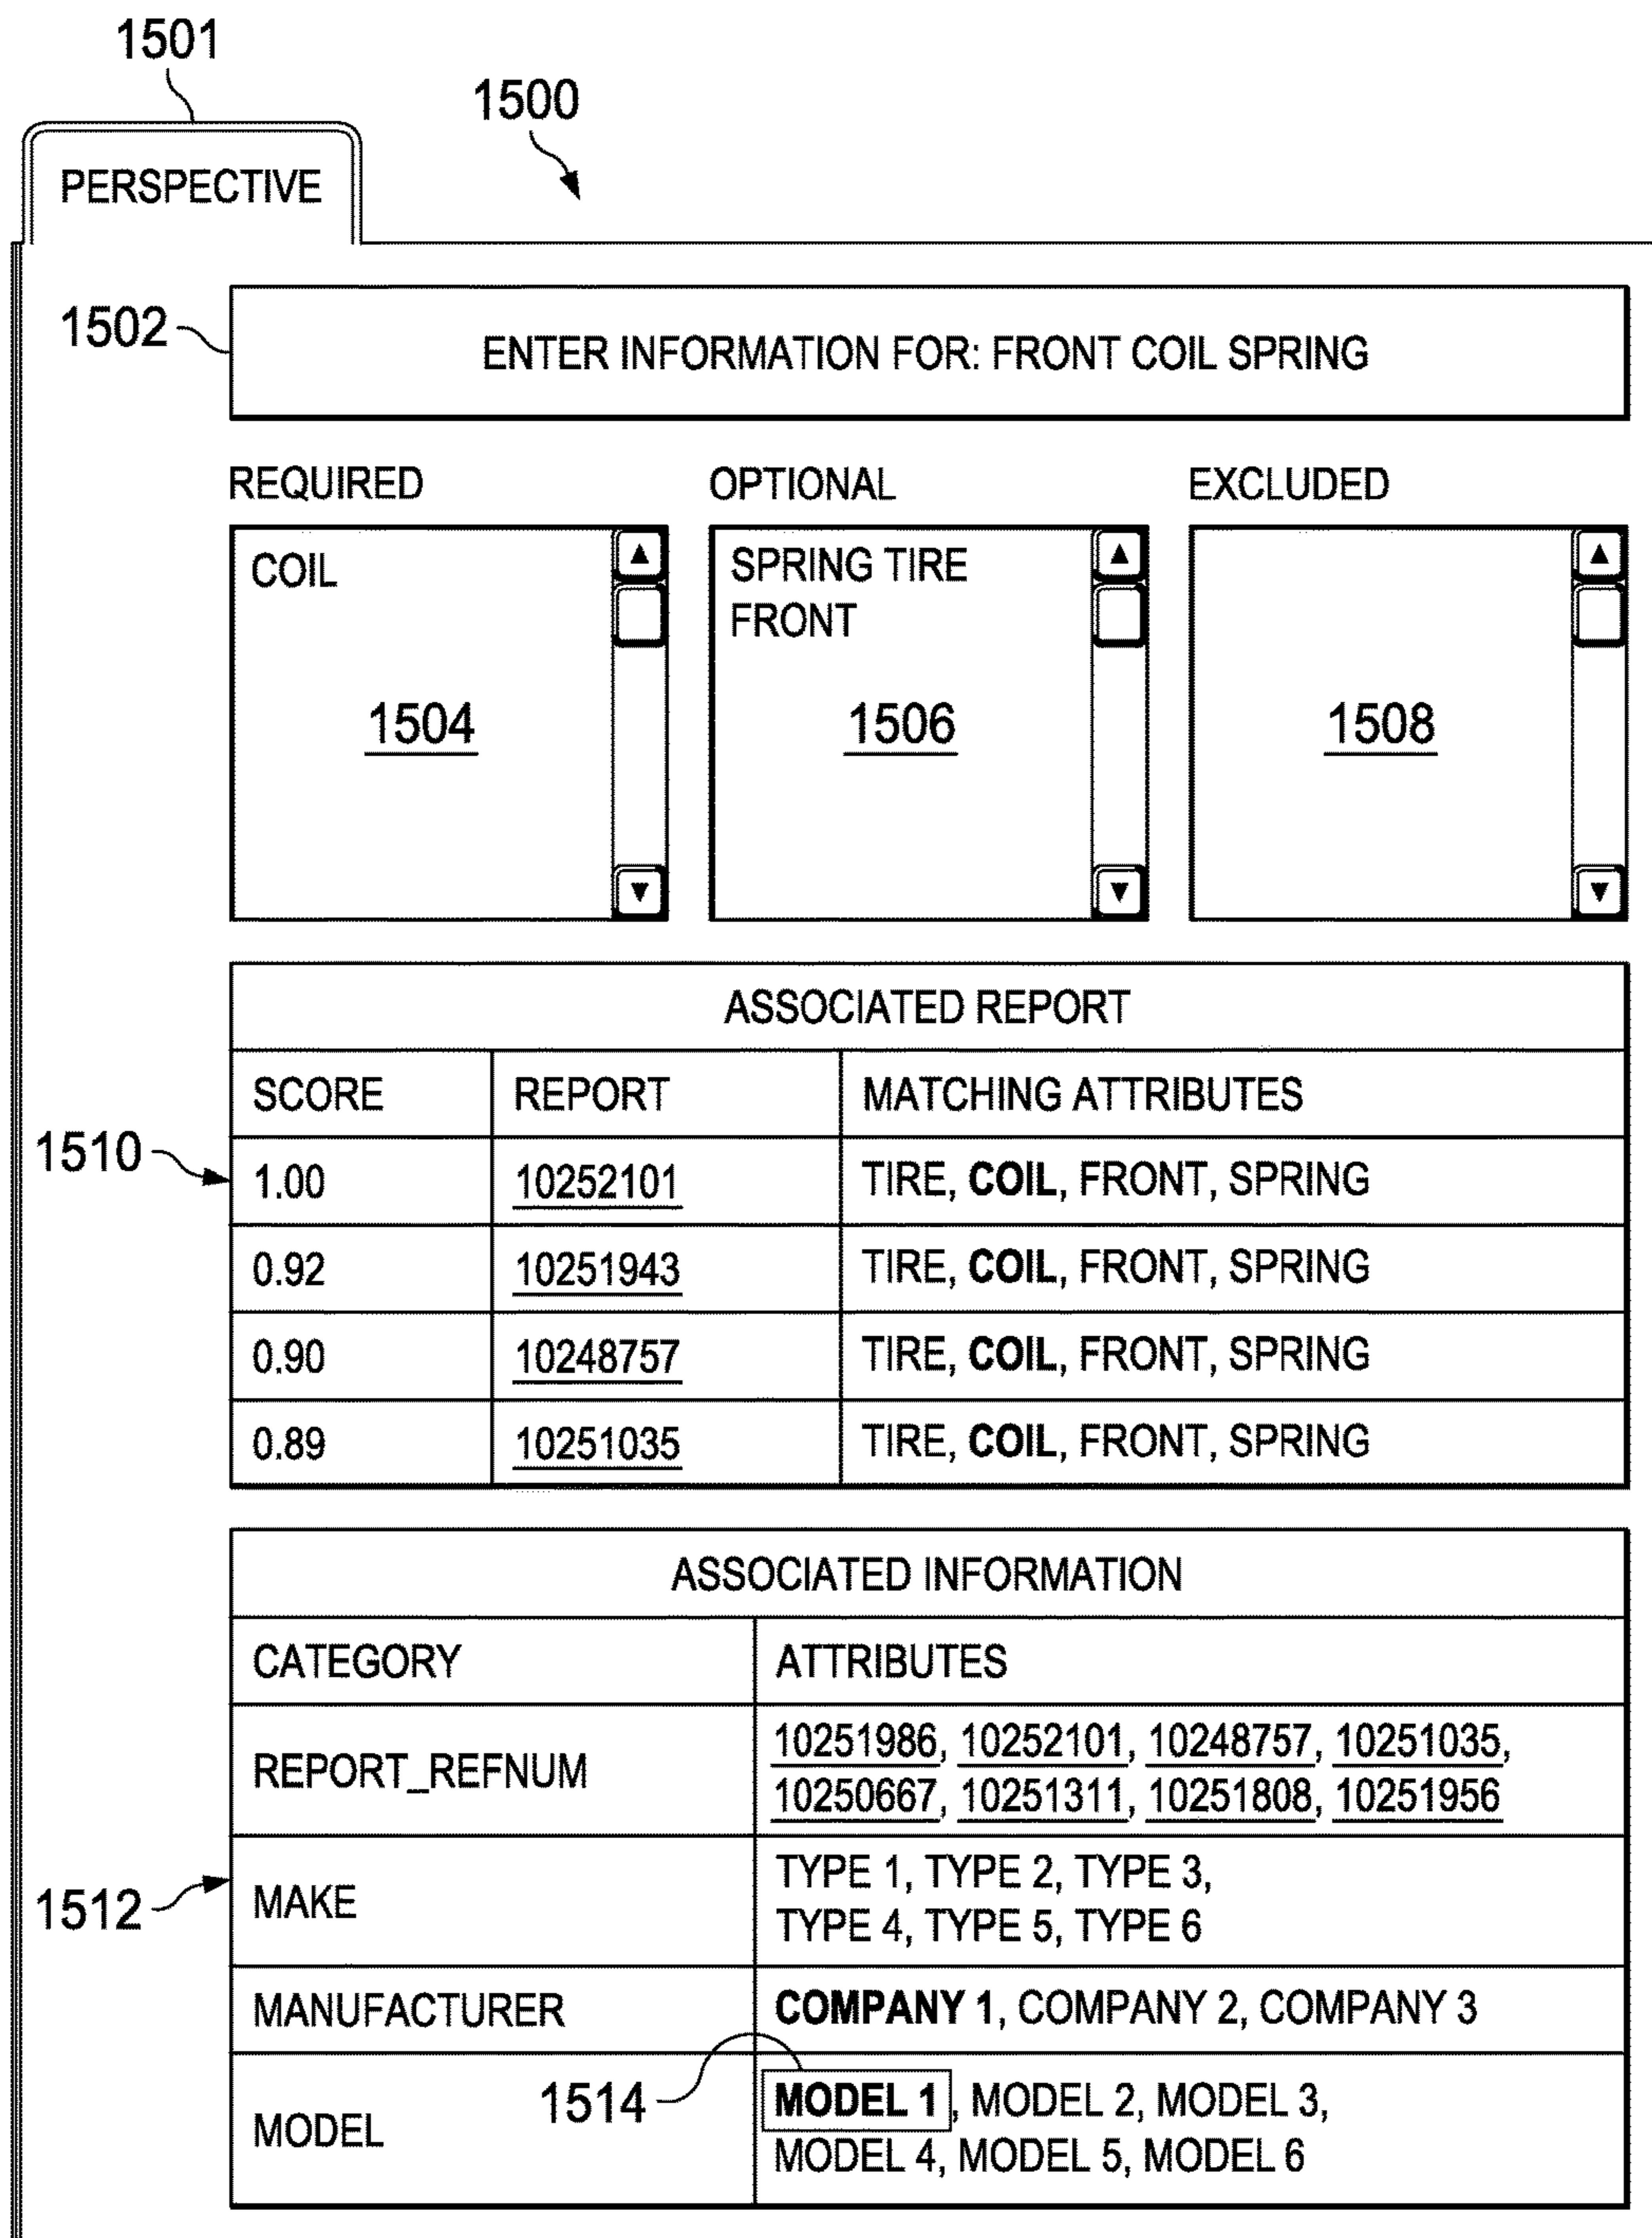 1501
1500
PERSPECTIVE
1502
ENTER INFORMATION FOR: FRONT COIL SPRING
REQUIRED OPTIONAL EXCLUDED
COIL
SPRING TIRE
FRONT
1504 1506 1508
ASSOCIATED REPORT
SCORE REPORT MATCHING ATTRIBUTES
1510
1.00 10252101 TIRE, COIL, FRONT, SPRING
0.92 10251943 TIRE, COIL, FRONT, SPRING
0.90 10248757 TIRE, COIL, FRONT, SPRING
0.89 10251035 TIRE, COIL, FRONT, SPRING
ASSOCIATED INFORMATION
CATEGORY ATTRIBUTES
REPORT_REFNUM
10251986, 10252101, 10248757, 10251035,
10250667, 10251311, 10251808, 10251956
1512
MAKE
TYPE 1, TYPE 2, TYPE 3,
TYPE 4, TYPE 5, TYPE 6
MANUFACTURER COMPANY 1, COMPANY 2, COMPANY 3
MODEL
1514
MODEL 1, MODEL 2, MODEL 3,
MODEL 4, MODEL 5, MODEL 6